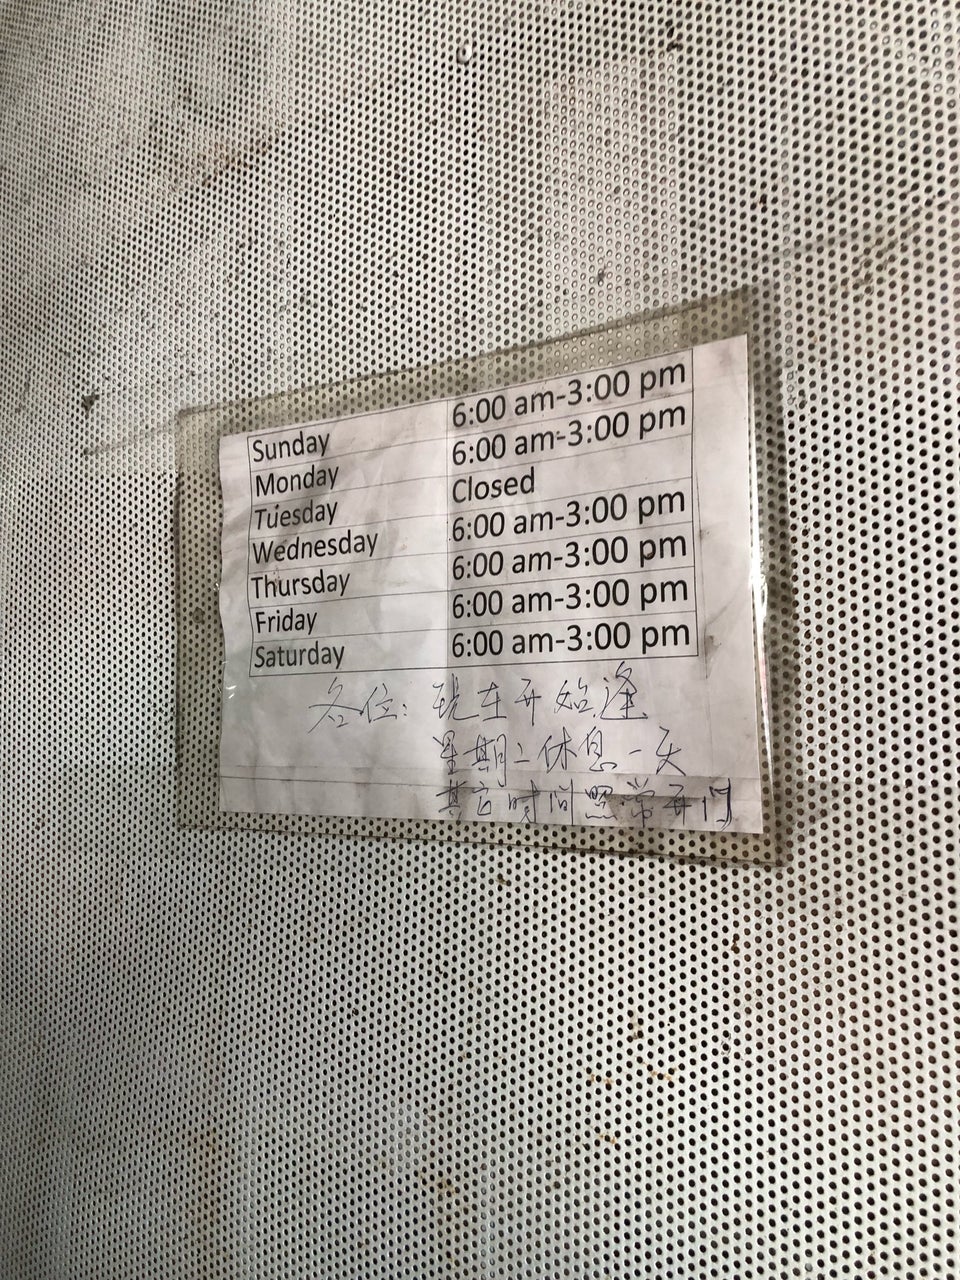 Sunday 6:00 am-3:00 pm
Monday 6:00 am-3:00 pm
Tuesday Closed
Wednesday 6:00 am-3:00 pm
Thursday 6:00 am-3:00 pm
Friday 6:00 am-3:00 pm
Saturday 6:00 am-3:00 pm
各位：现在开始逢
星期二休息一天
其它时间照常开门